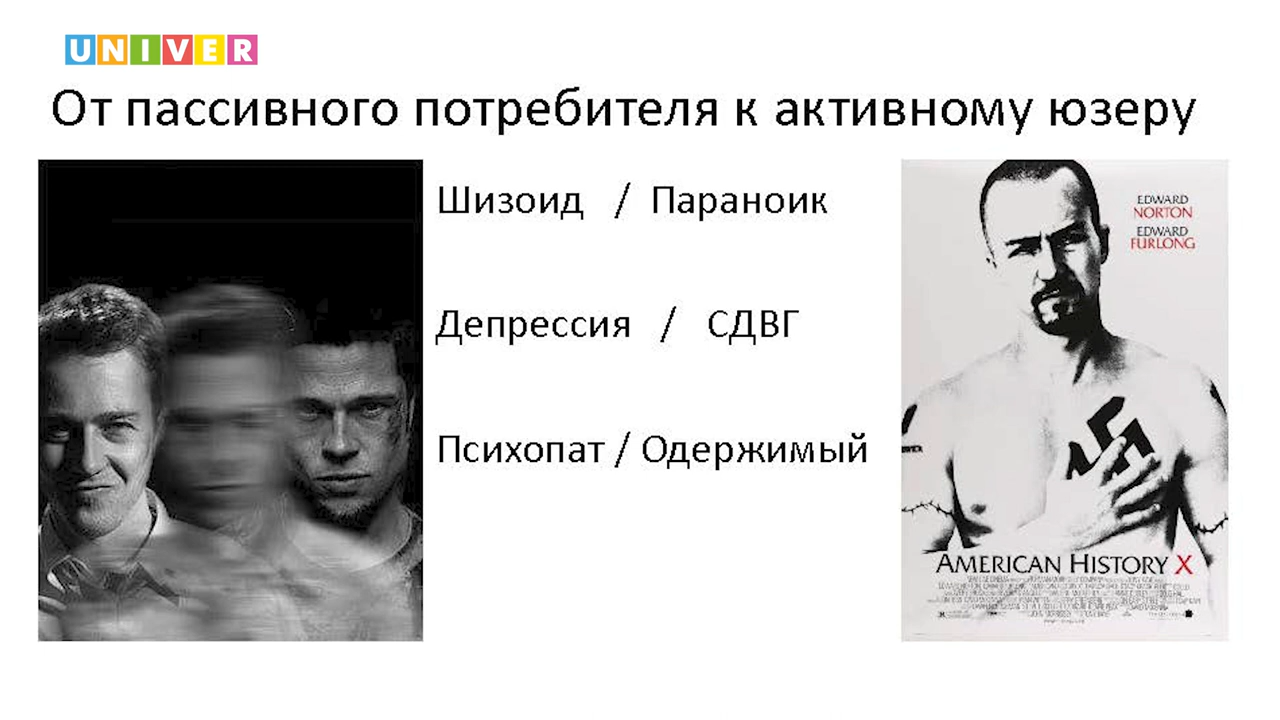 UNIVER
От пассивного потребителя к активному юзеру
Шизоид / Параноик
Депрессия / СДВГ
Психопат / Одержимый
EDWARD
NORTON
EDWARD
FURLONG
AMERICAN HISTORY X